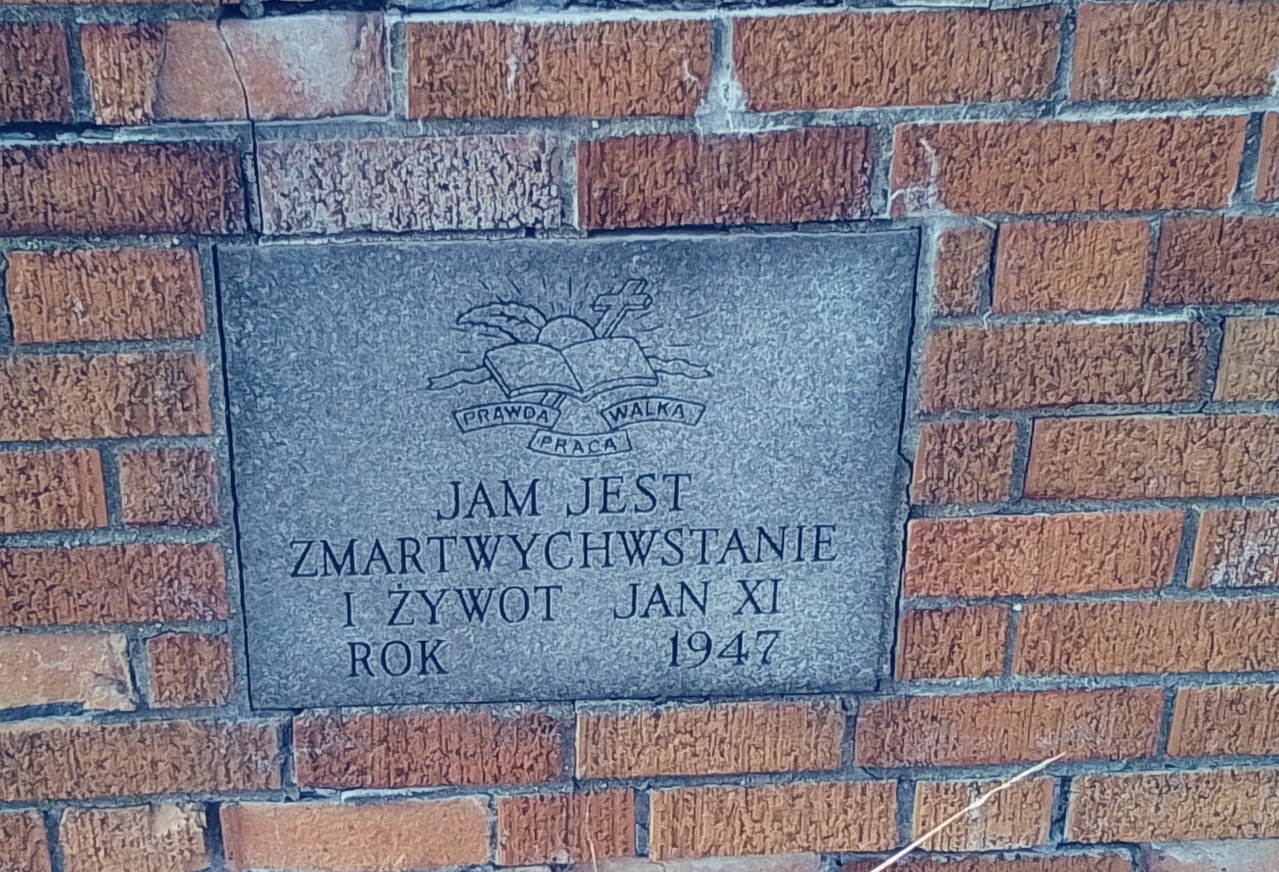 PRAWDA WALKA
PRACA
JAM JEST
ZMARTWYCHWSTANIE
I ŻYWOT JAN XI
ROK 1947